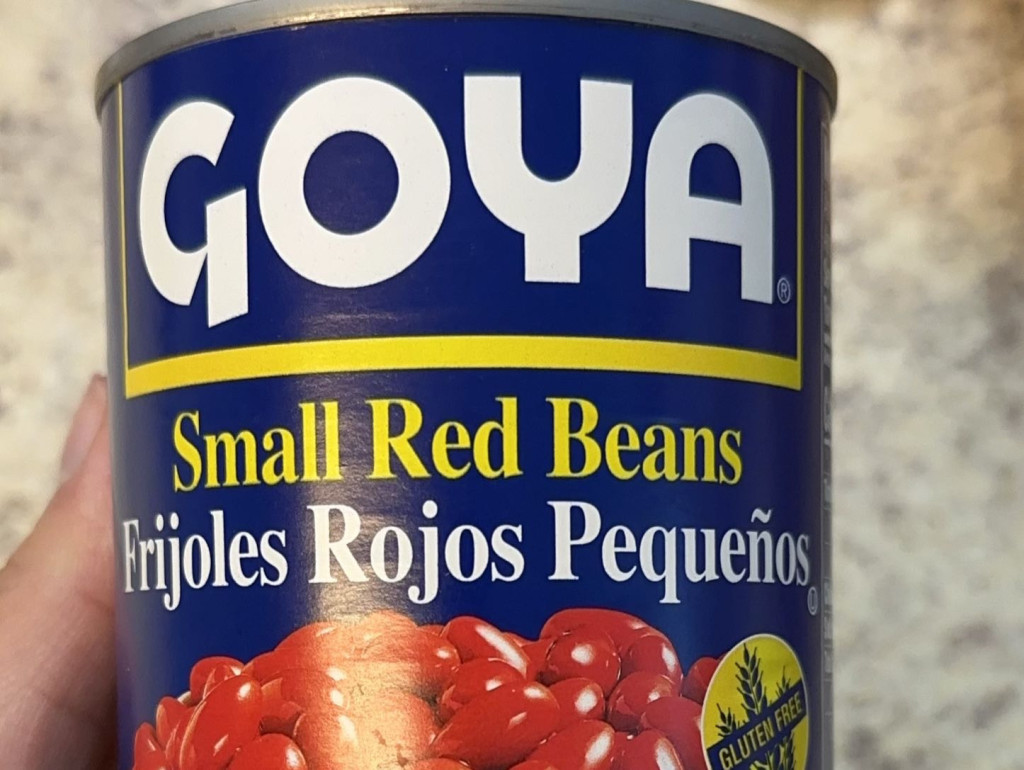 GOYA®
Small Red Beans
Frijoles Rojos Pequeños
GLUTEN FREE